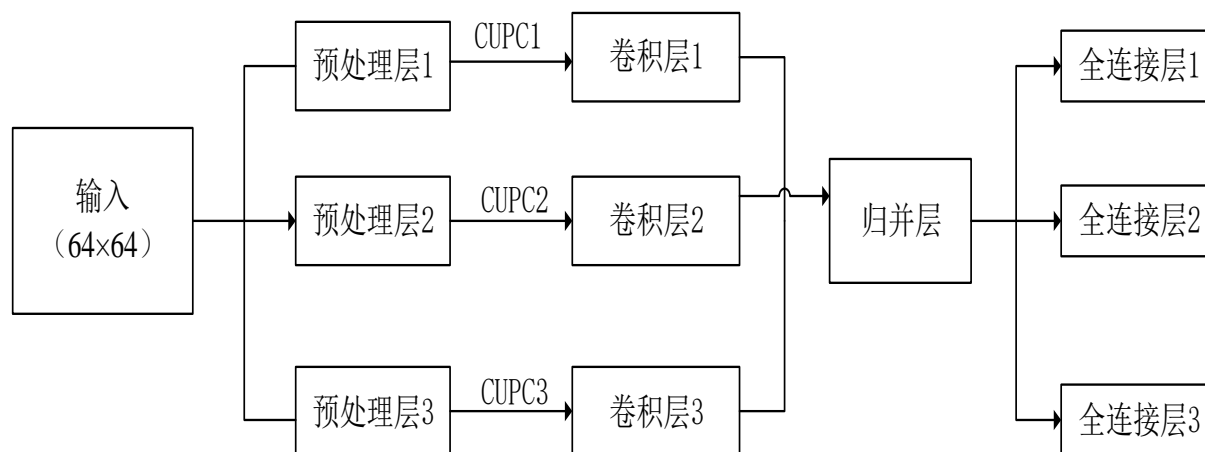 输入
（64×64）
预处理层1
CUPC1
卷积层1
预处理层2
CUPC2
卷积层2
预处理层3
CUPC3
卷积层3
归并层
全连接层1
全连接层2
全连接层3